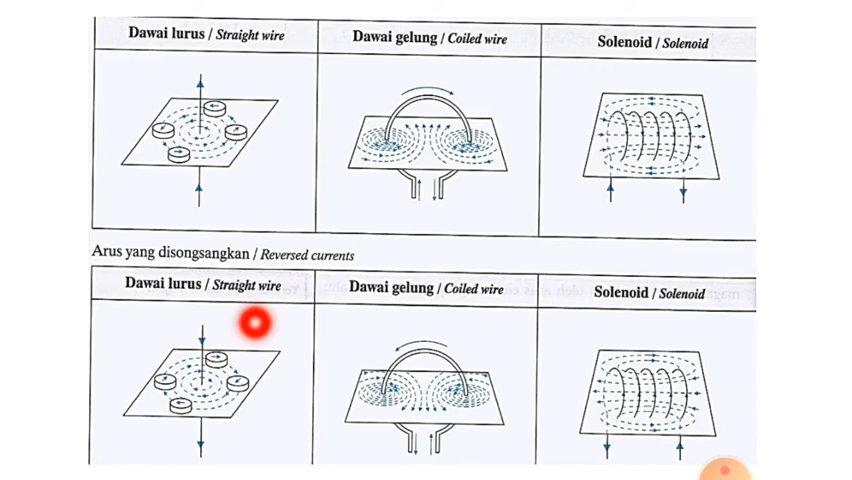 Dawai lurus / Straight wire
Dawai gelung / Coiled wire
Solenoid / Solenoid
Arus yang disongsangkan / Reversed currents
Dawai lurus / Straight wire
Dawai gelung / Coiled wire
Solenoid / Solenoid